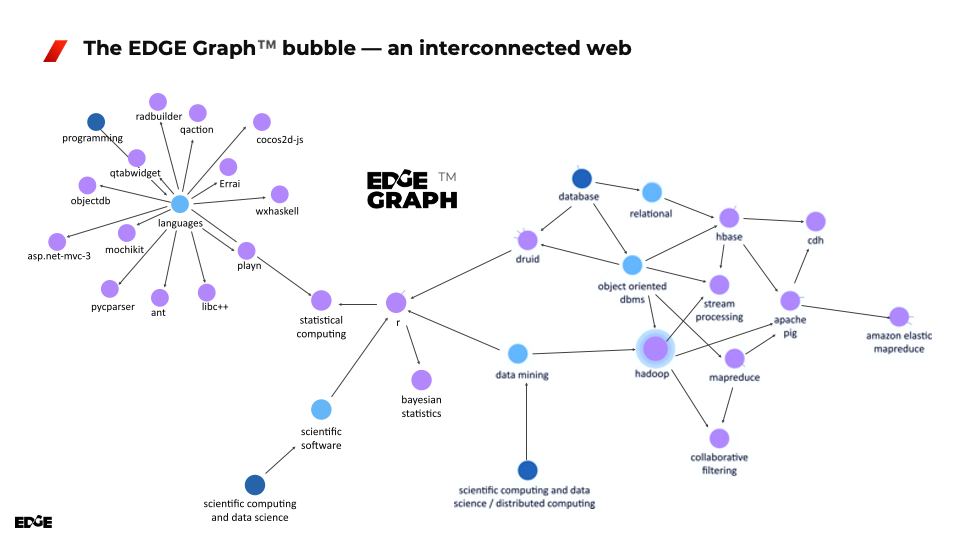 The EDGE Graph™ bubble — an interconnected web
radbuilder
programming
qaction
cocos2d-js
qtabwidget
Errai
objectdb
wxhaskell
languages
mochikit
asp.net-mvc-3
playn
pycparser
ant
libc++
EDGE ™
GRAPH
database
relational
hbase
cdh
druid
object oriented
dbms
stream
processing
apache
pig
amazon elastic
mapreduce
statistical
computing
r
data mining
hadoop
mapreduce
bayesian
statistics
scientific
software
collaborative
filtering
scientific computing
and data science
scientific computing and data
science / distributed computing
EDGE